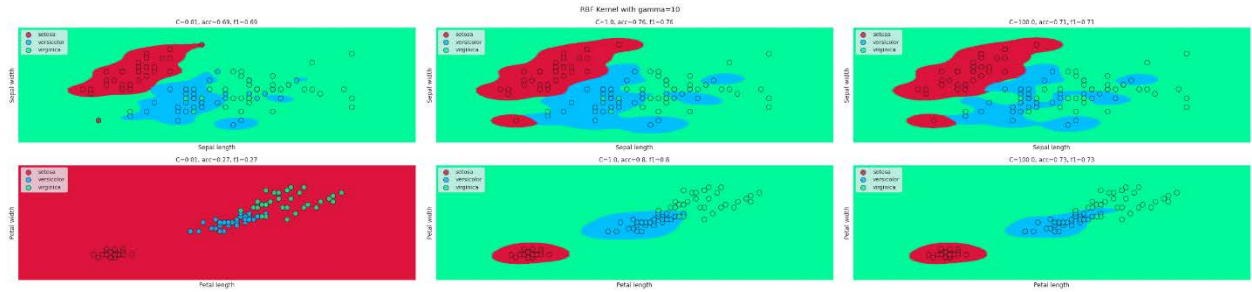 RBF Kernel with gamma=10
C=0.01, acc=0.69, f1=0.69
setosa
versicolor
virginica
Sepal width
Sepal length
C=1.0, acc=0.76, f1=0.76
setosa
versicolor
virginica
Sepal width
Sepal length
C=100.0, acc=0.71, f1=0.71
setosa
versicolor
virginica
Sepal width
Sepal length
C=0.01, acc=0.27, f1=0.27
setosa
versicolor
virginica
Petal width
Petal length
C=1.0, acc=0.8, f1=0.8
setosa
versicolor
virginica
Petal width
Petal length
C=100.0, acc=0.73, f1=0.73
setosa
versicolor
virginica
Petal width
Petal length